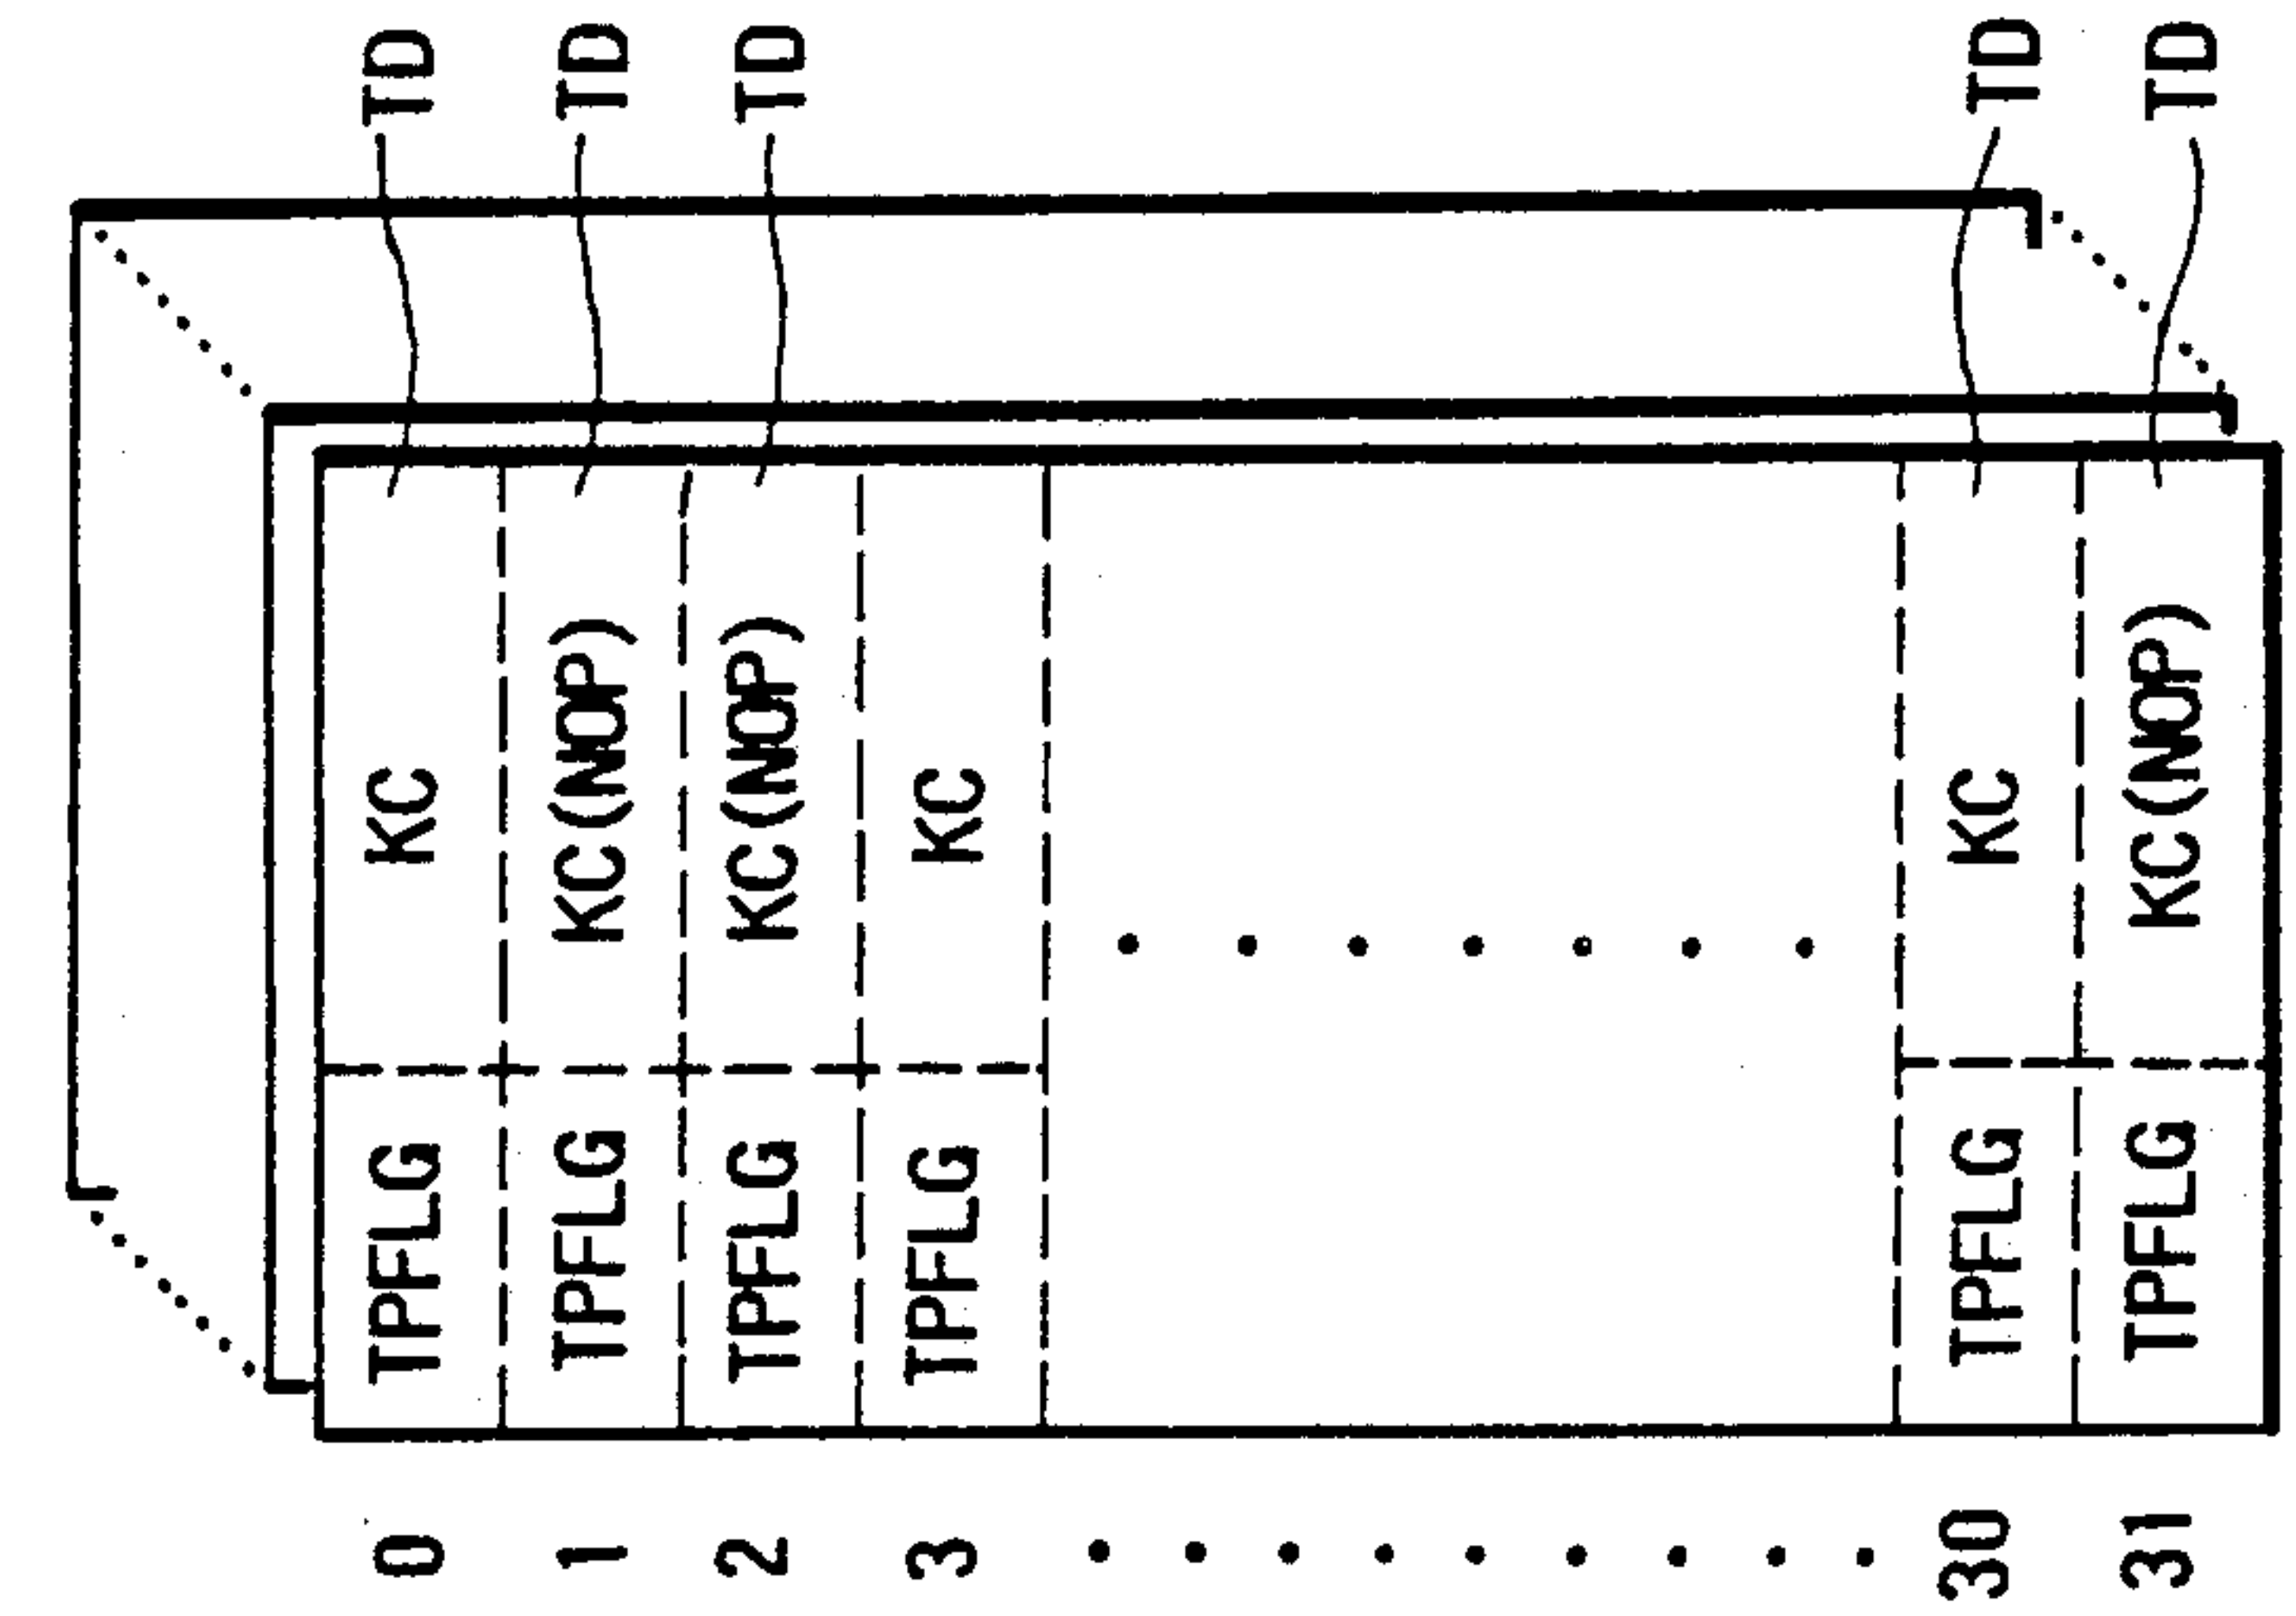 0 TPFLG KC TD
1 TPFLG KC(NOP) TD
2 TPFLG KC(NOP) TD
3 TPFLG KC
30 TPFLG KC TD
31 TPFLG KC(NOP) TD